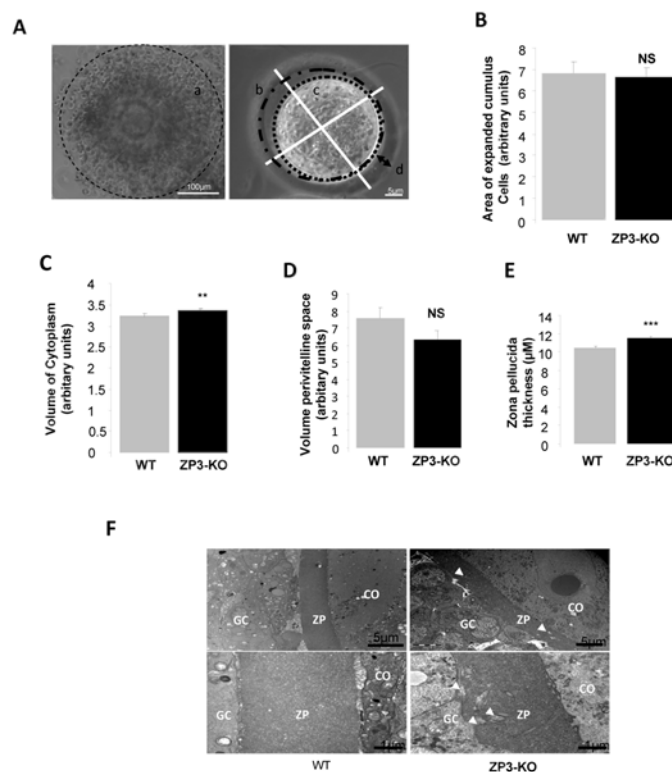 A
a
100µm
b
c
d
5µm
B
Area of expanded cumulus
Cells (arbitrary units)
8
7
6
5
4
3
2
1
0
NS
WT
ZP3-KO
C
Volume of Cytoplasm
(arbitary units)
4
3.5
3
2.5
2
1.5
1
0.5
0
**
WT
ZP3-KO
D
Volume perivitelline space
(arbitary units)
9
8
7
6
5
4
3
2
1
0
NS
WT
ZP3-KO
E
Zona pellucida
thickness (µM)
14
12
10
8
6
4
2
0
***
WT
ZP3-KO
F
GC
ZP
CO
5µm
GC
ZP
CO
5µm
GC
ZP
CO
1µm
GC
ZP
CO
1µm
WT
ZP3-KO